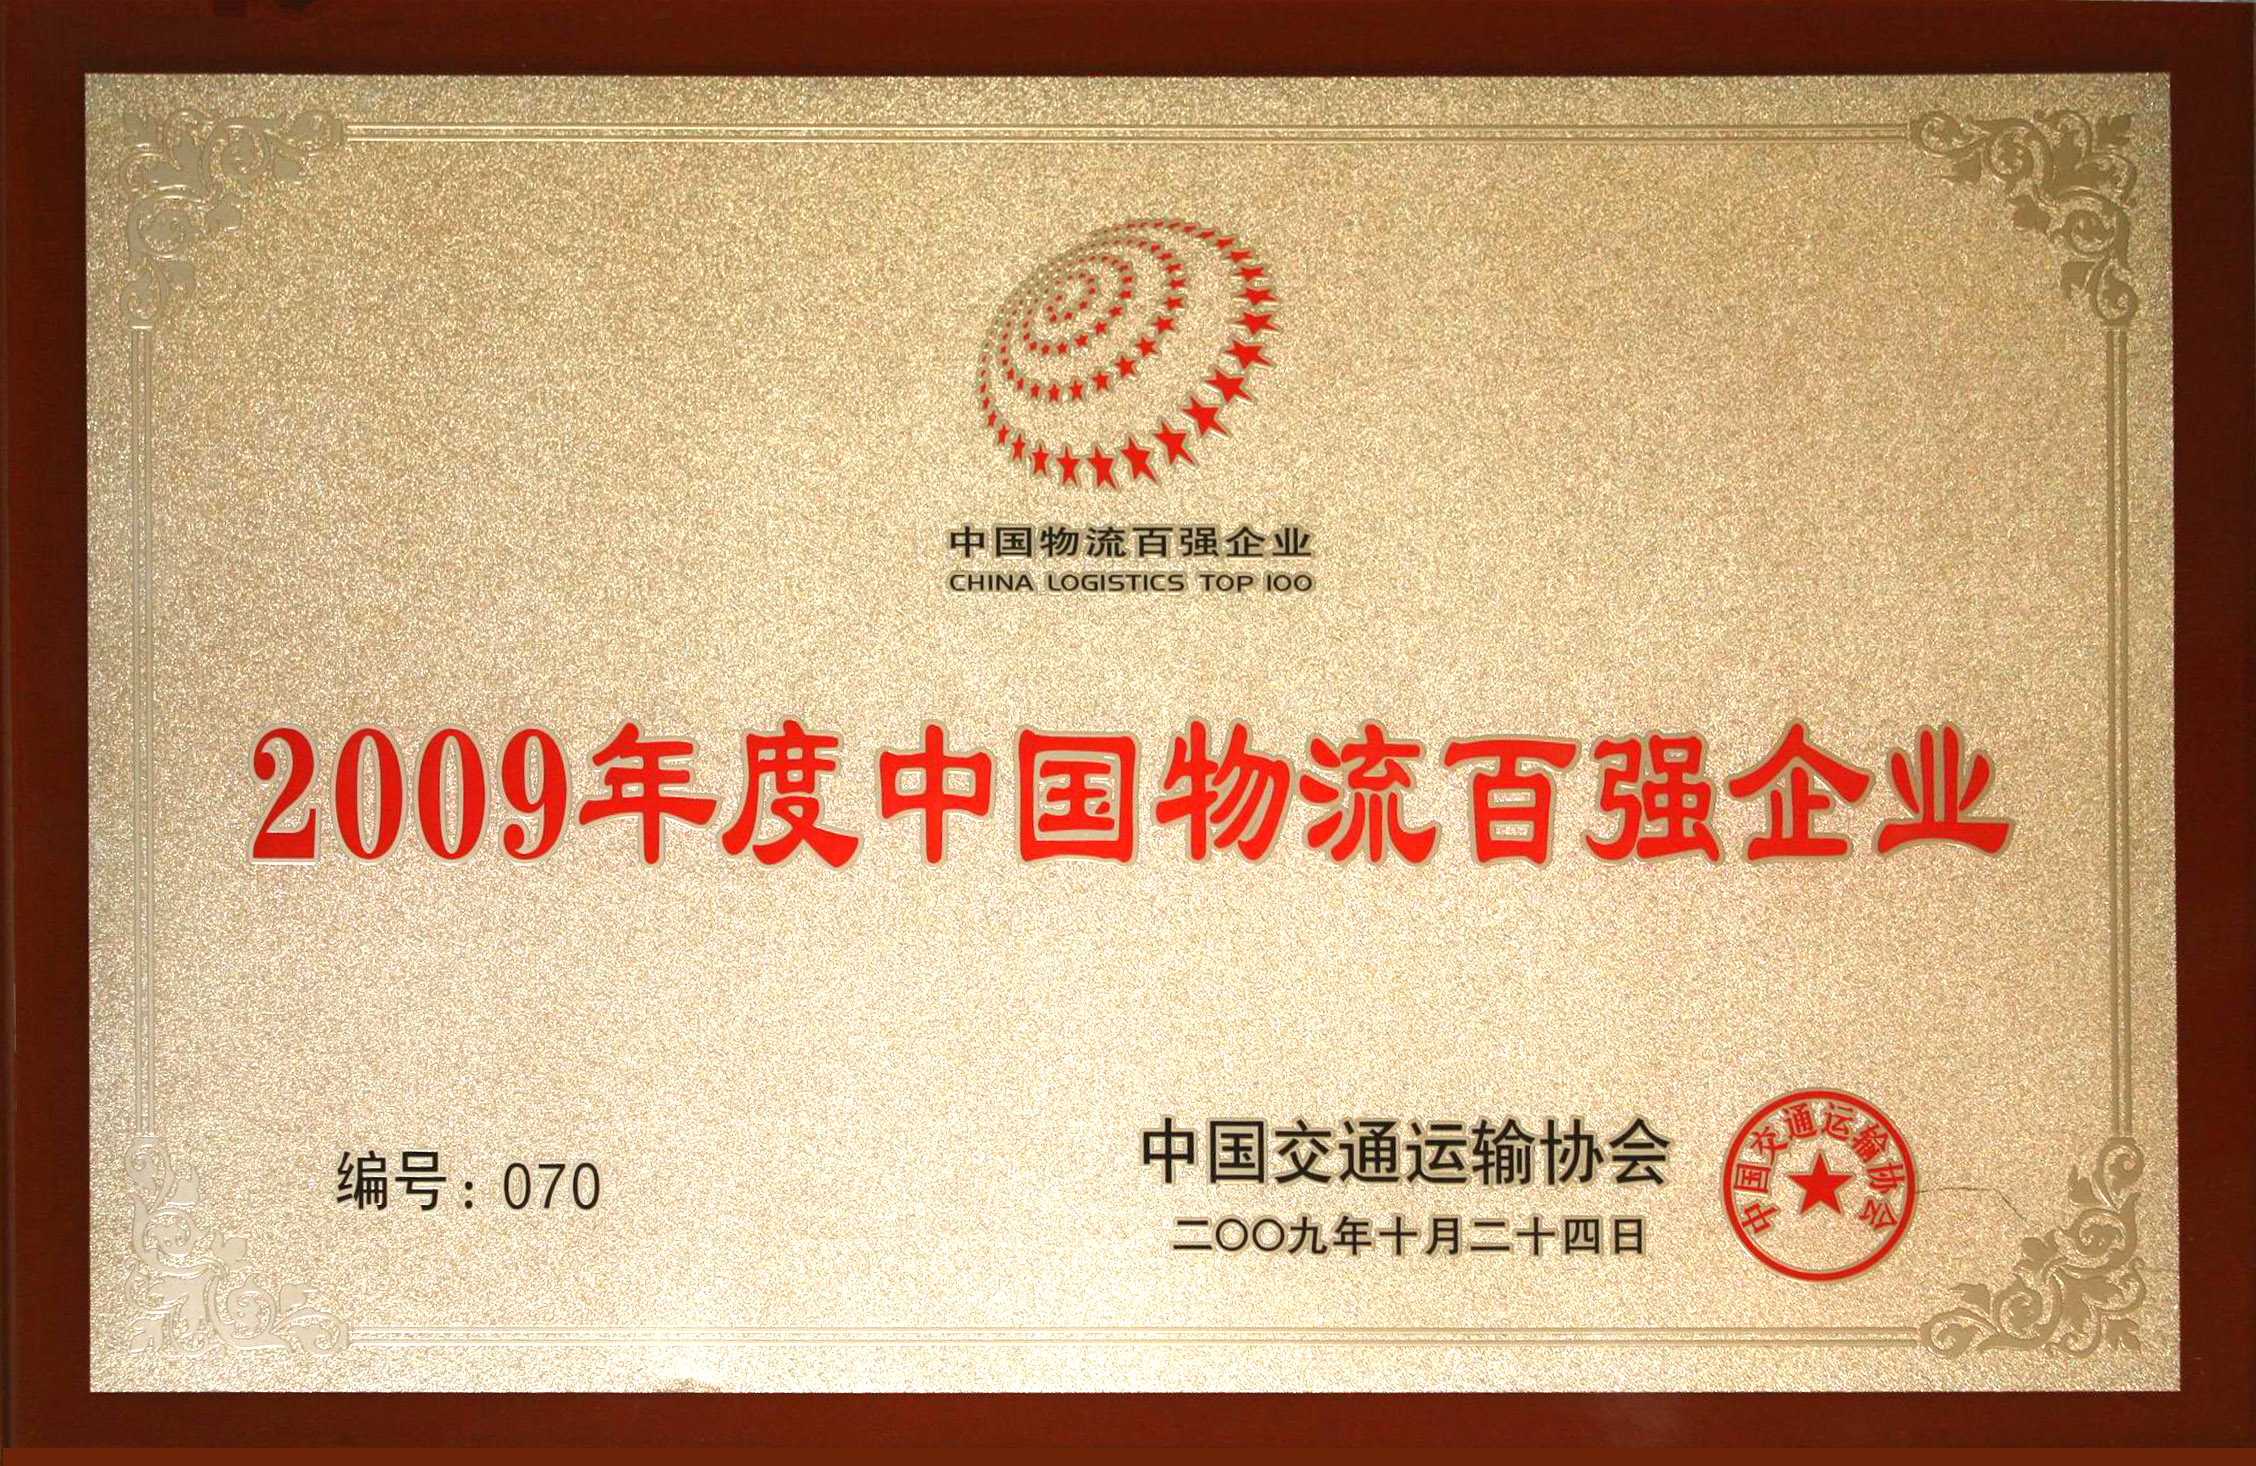 中国物流百强企业
CHINA LOGISTICS TOP 100
2009年度中国物流百强企业
编号：070
中国交通运输协会
二〇〇九年十月二十四日
中国交通运输协会